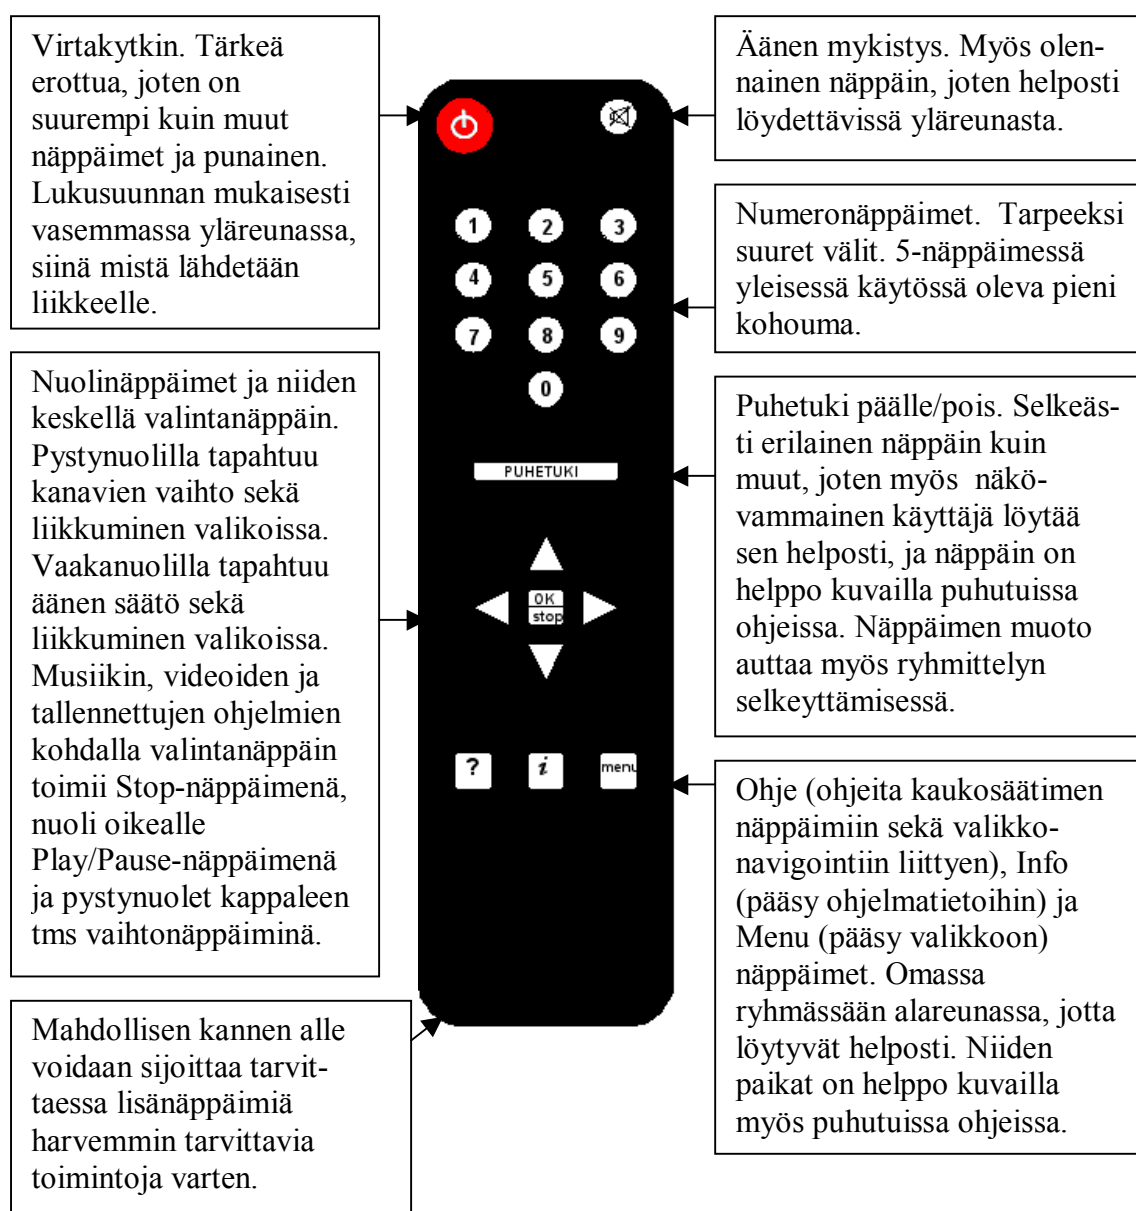 Virtakytkin. Tärkeä
erottua, joten on
suurempi kuin muut
näppäimet ja punainen.
Lukusuunnan mukaisesti
vasemmassa yläreunassa,
siinä mistä lähdetään
liikkeelle.
Nuolinäppäimet ja niiden
keskellä valintanäppäin.
Pystynuolilla tapahtuu
kanavien vaihto sekä
liikkuminen valikoissa.
Vaakanuolilla tapahtuu
äänen säätö sekä
liikkuminen valikoissa.
Musiikin, videoiden ja
tallennettujen ohjelmien
kohdalla valintanäppäin
toimii Stop-näppäimenä,
nuoli oikealle
Play/Pause-näppäimenä
ja pystynuolet kappaleen
tms vaihtonäppäiminä.
Mahdollisen kannen alle
voidaan sijoittaa tarvit-
taessa lisänäppäimiä
harvemmin tarvittavia
toimintoja varten.
1 2 3
4 5 6
7 8 9
0
PUHETUKI
OK
stop
? i menu
Äänen mykistys. Myös olen-
nainen näppäin, joten helposti
löydettävissä yläreunasta.
Numeronäppäimet. Tarpeeksi
suuret välit. 5-näppäimessä
yleisessä käytössä oleva pieni
kohouma.
Puhetuki päälle/pois. Selkeäs-
ti erilainen näppäin kuin
muut, joten myös näkö-
vammainen käyttäjä löytää
sen helposti, ja näppäin on
helppo kuvailla puhutuissa
ohjeissa. Näppäimen muoto
auttaa myös ryhmittelyn
selkeyttämisessä.
Ohje (ohjeita kaukosäätimen
näppäimiin sekä valikko-
navigointiin liittyen), Info
(pääsy ohjelmatietoihin) ja
Menu (pääsy valikkoon)
näppäimet. Omassa
ryhmässään alareunassa, jotta
löytyvät helposti. Niiden
paikat on helppo kuvailla
myös puhutuissa ohjeissa.